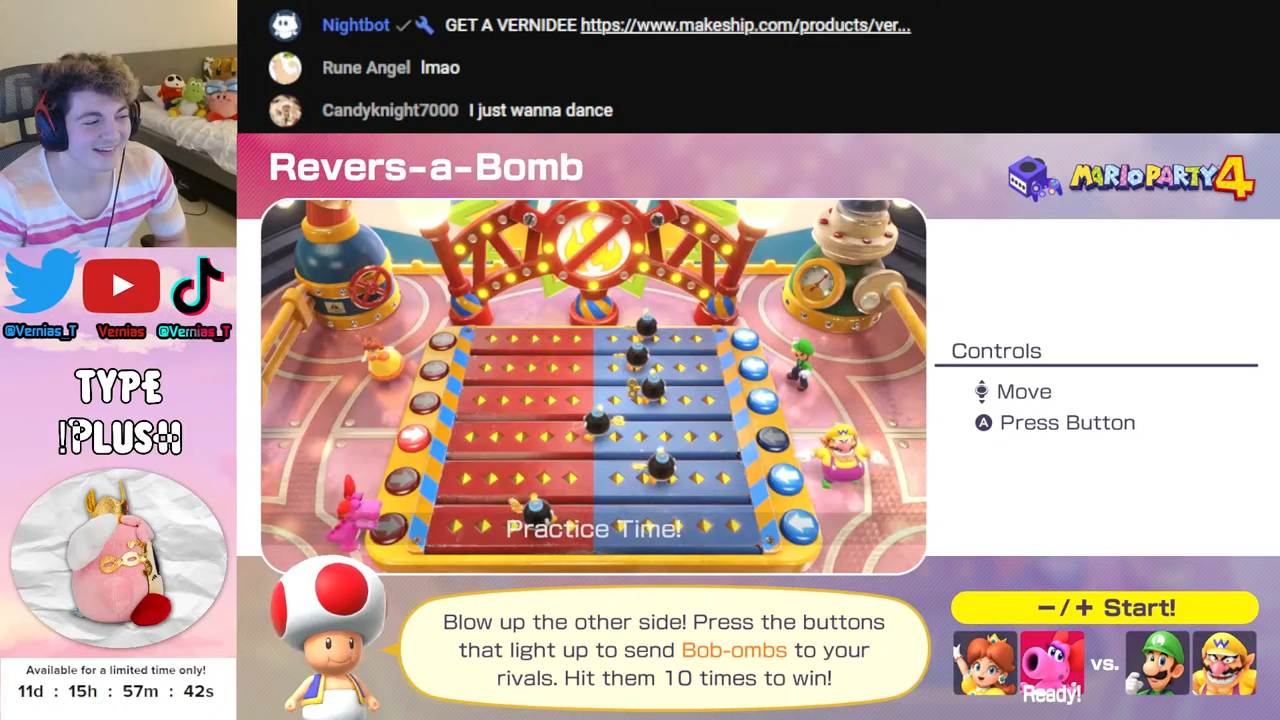 Nightbot GET A VERNIDEE https://www.makeship.com/products/ver...
Rune Angel lmao
Candyknight7000 I just wanna dance
Revers-a-Bomb
MARIO PARTY 4
@Vernias_T Vernias @Vernias_T
TYPE
!PLUSH
Controls
Move
A Press Button
Practice Time!
Blow up the other side! Press the buttons
that light up to send Bob-ombs to your
rivals. Hit them 10 times to win!
−/+ Start!
vs.
Ready!
Available for a limited time only!
11d : 15h : 57m : 42s